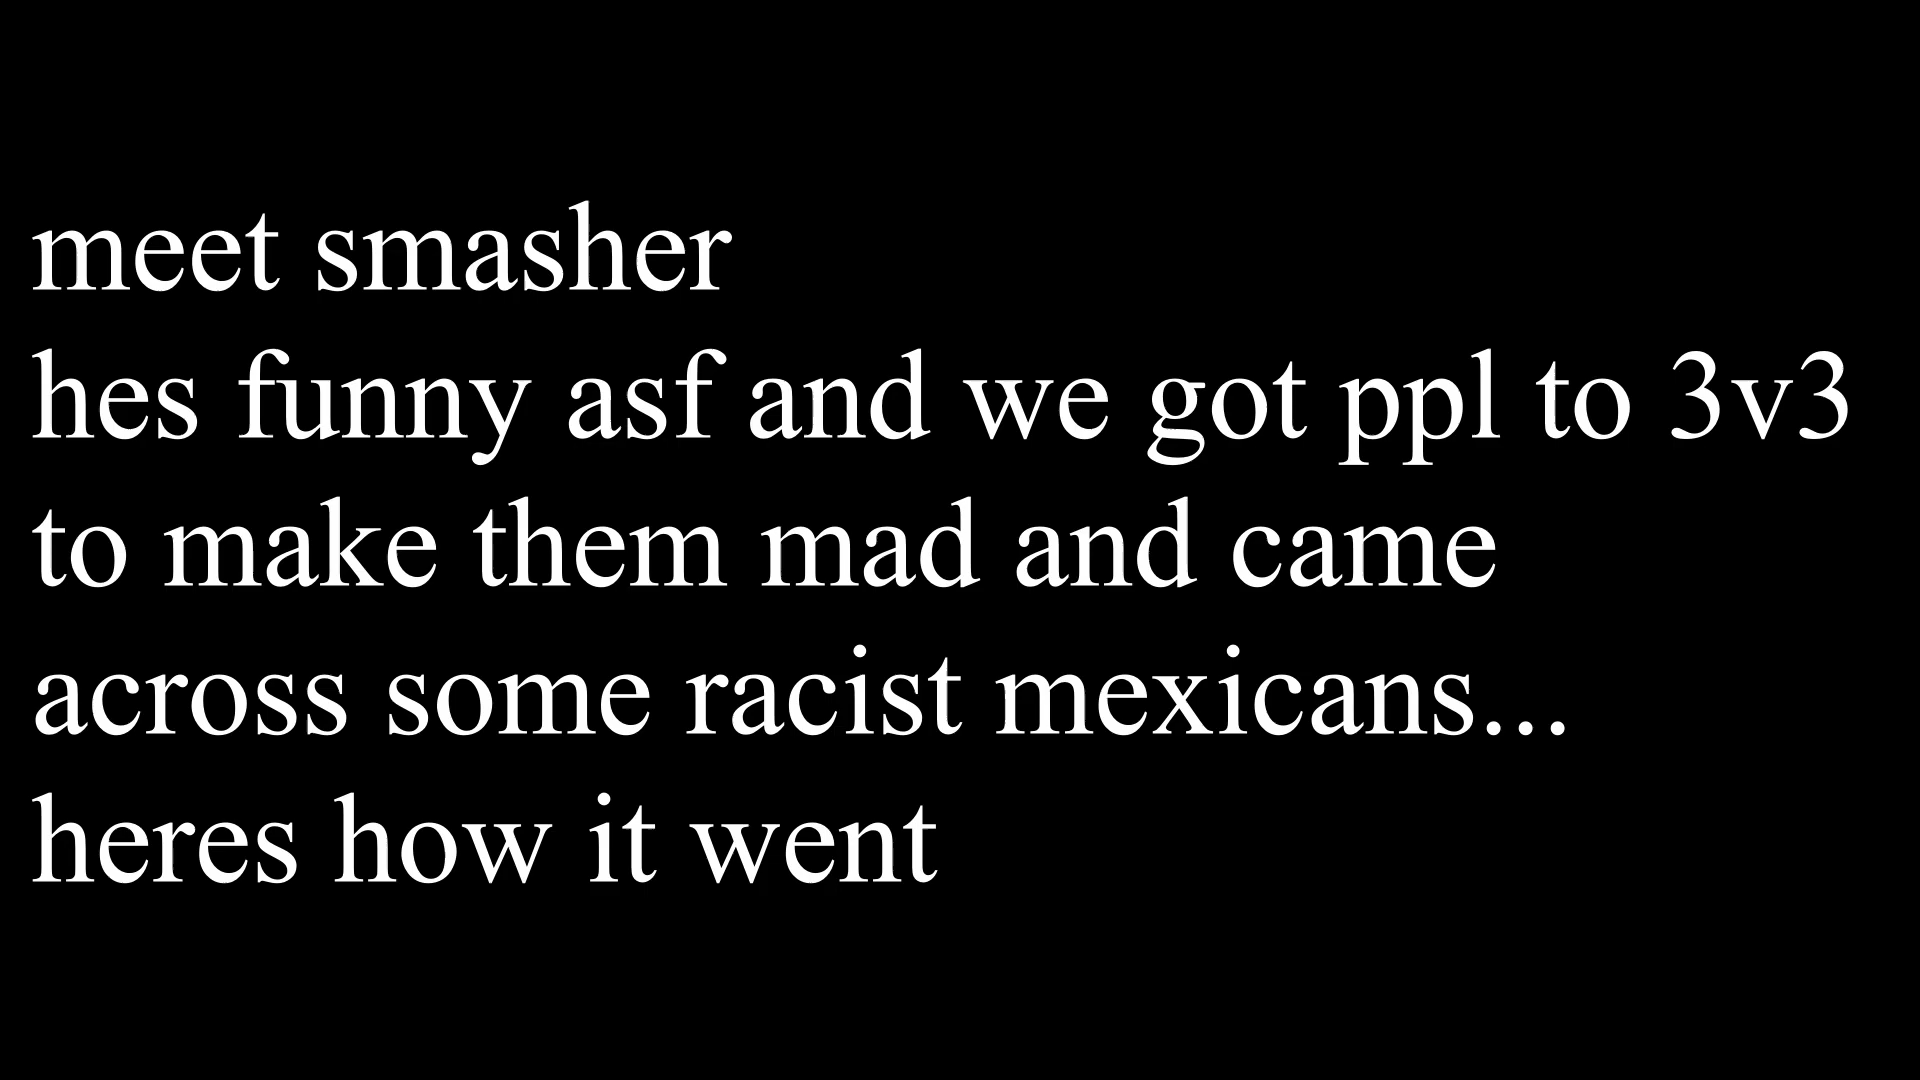 meet smasher
hes funny asf and we got ppl to 3v3
to make them mad and came
across some racist mexicans...
heres how it went